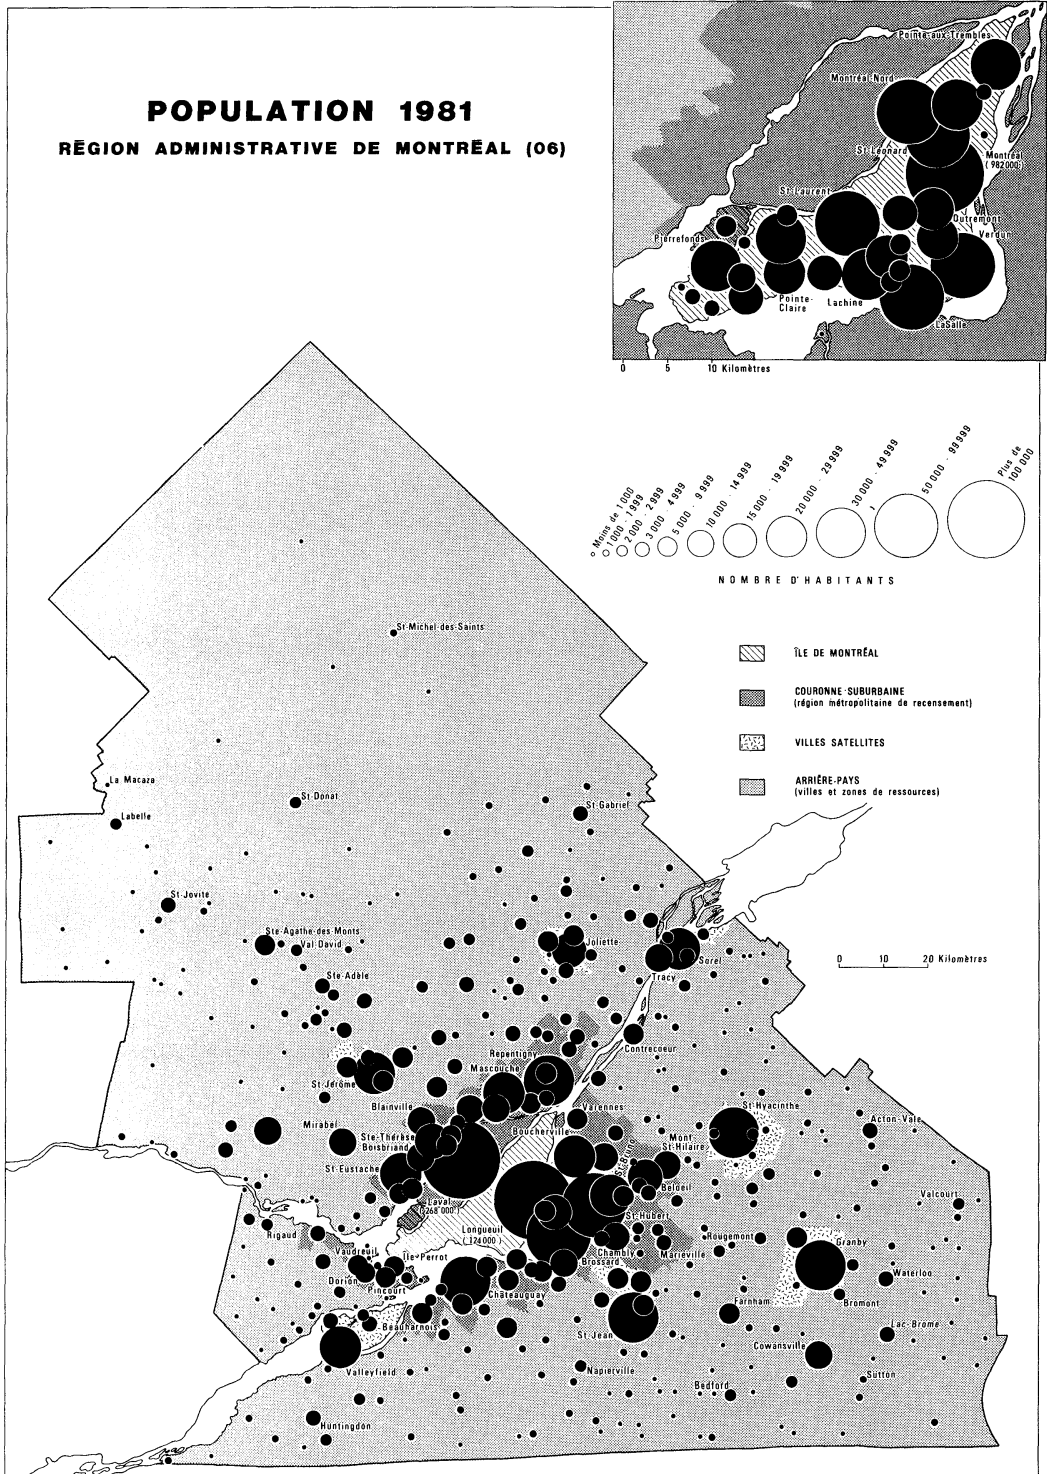 POPULATION 1981
RÉGION ADMINISTRATIVE DE MONTRÉAL (06)
Pointe-aux-Trembles
Montréal-Nord
St-Léonard
Montréal
(982 000)
St-Laurent
Outremont
Verdun
Pierrefonds
Pointe-
Claire
Lachine
LaSalle
0 5 10 Kilomètres
Moins de 1 000
1 000 - 1 999
2 000 - 2 999
3 000 - 4 999
5 000 - 9 999
10 000 - 14 999
15 000 - 19 999
20 000 - 29 999
30 000 - 49 999
50 000 - 99 999
Plus de
100 000
NOMBRE D'HABITANTS
ÎLE DE MONTRÉAL
COURONNE SUBURBAINE
(région métropolitaine de recensement)
VILLES SATELLITES
ARRIÈRE-PAYS
(villes et zones de ressources)
St-Michel-des-Saints
La Macaza
St-Donat
St-Gabriel
Labelle
St-Jovite
Ste-Agathe-des-Monts
Val-David
Joliette
Sorel
Tracy
0 10 20 Kilomètres
Ste-Adèle
Contrecoeur
Repentigny
Mascouche
St-Jérôme
Blainville
Varennes
St-Hyacinthe
Acton-Vale
Mirabel
Ste-Thérèse
Boisbriand
Boucherville
Mont
St-Hilaire
St-Bruno
St-Eustache
Beloeil
Valcourt
Laval
(268 000)
St-Hubert
Longueuil
(124 000)
Rigaud
Rougemont
Granby
Vaudreuil
Île-Perrot
Chambly
Marieville
Brossard
Waterloo
Dorion
Pincourt
Châteauguay
Bromont
Farnham
Beauharnois
St-Jean
Lac-Brome
Cowansville
Valleyfield
Napierville
Sutton
Bedford
Huntingdon